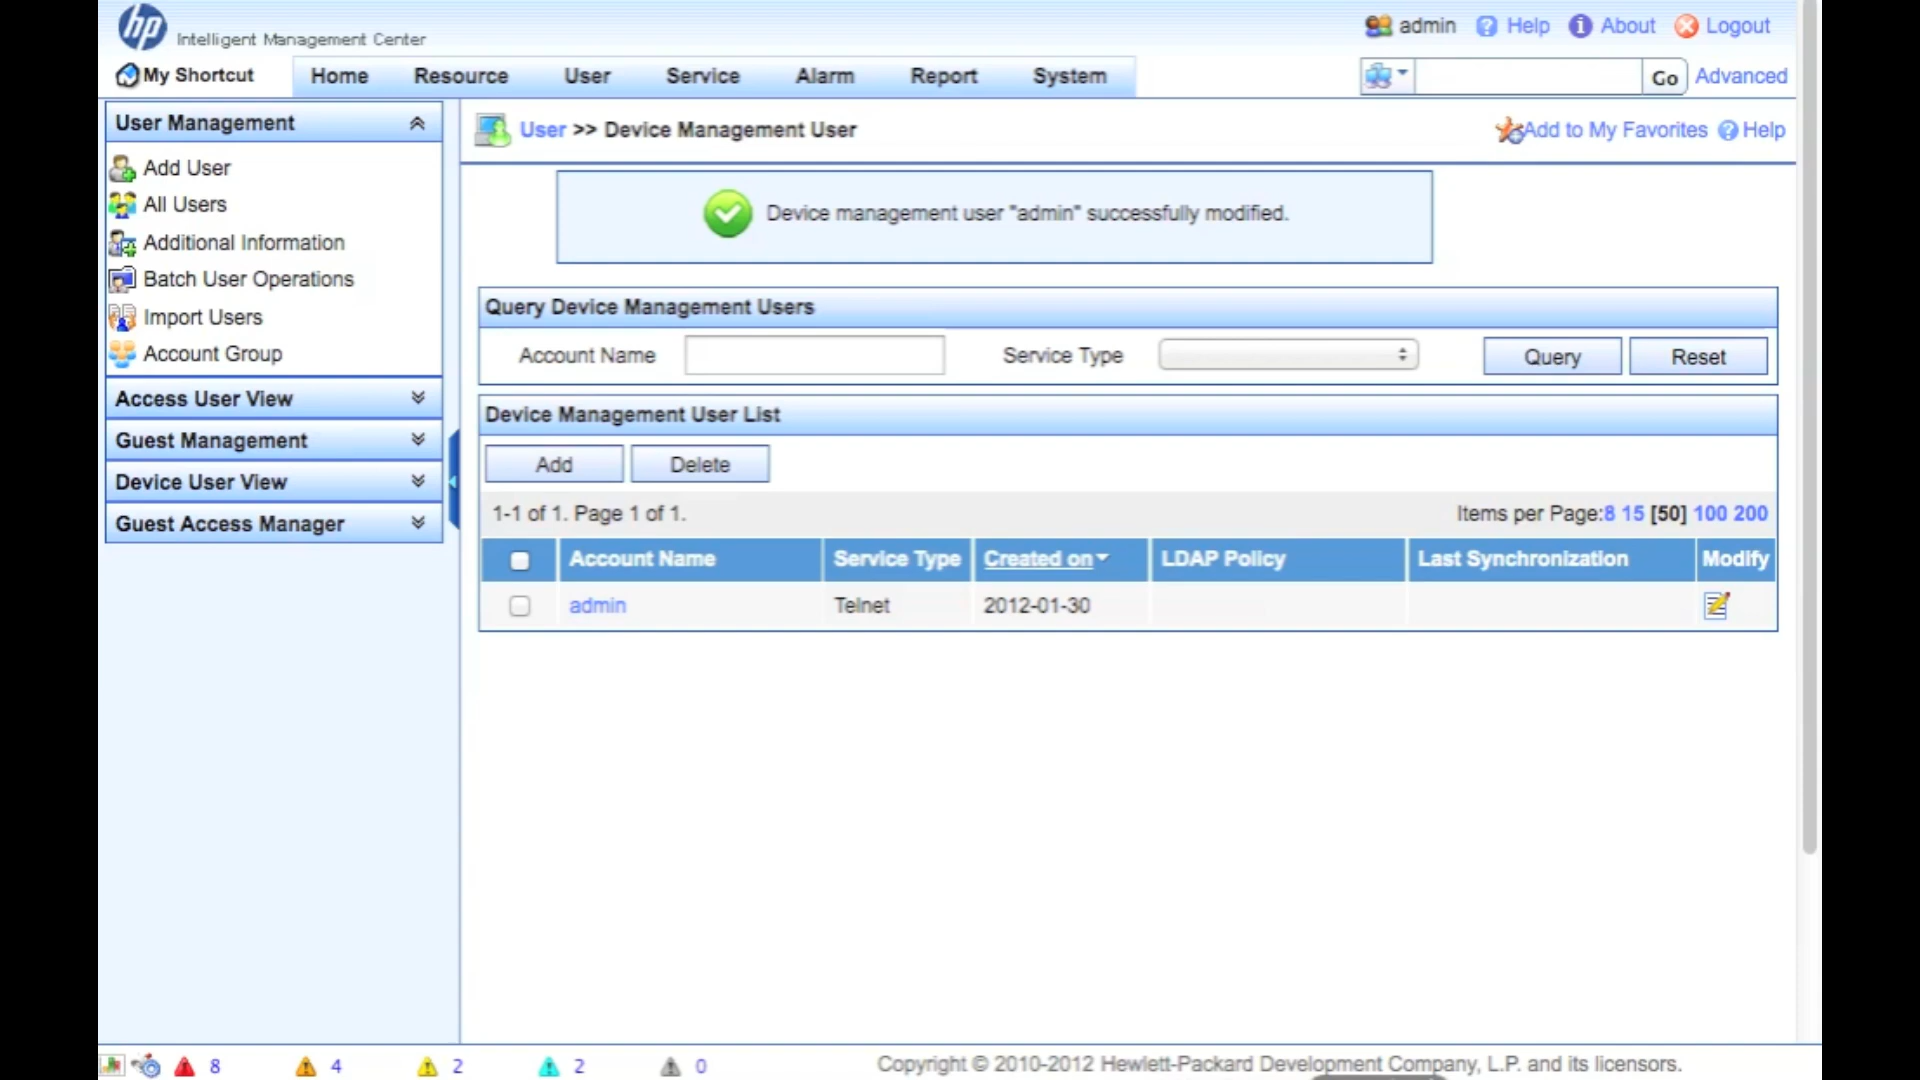 hp Intelligent Management Center
admin Help About Logout
My Shortcut Home Resource User Service Alarm Report System Go Advanced
User Management
Add User
All Users
Additional Information
Batch User Operations
Import Users
Account Group
Access User View
Guest Management
Device User View
Guest Access Manager
User >> Device Management User Add to My Favorites Help
Device management user "admin" successfully modified.
Query Device Management Users
Account Name Service Type Query Reset
Device Management User List
Add Delete
1-1 of 1. Page 1 of 1. Items per Page:8 15 [50] 100 200
Account Name Service Type Created on LDAP Policy Last Synchronization Modify
admin Telnet 2012-01-30
8 4 2 2 0 Copyright © 2010-2012 Hewlett-Packard Development Company, L.P. and its licensors.